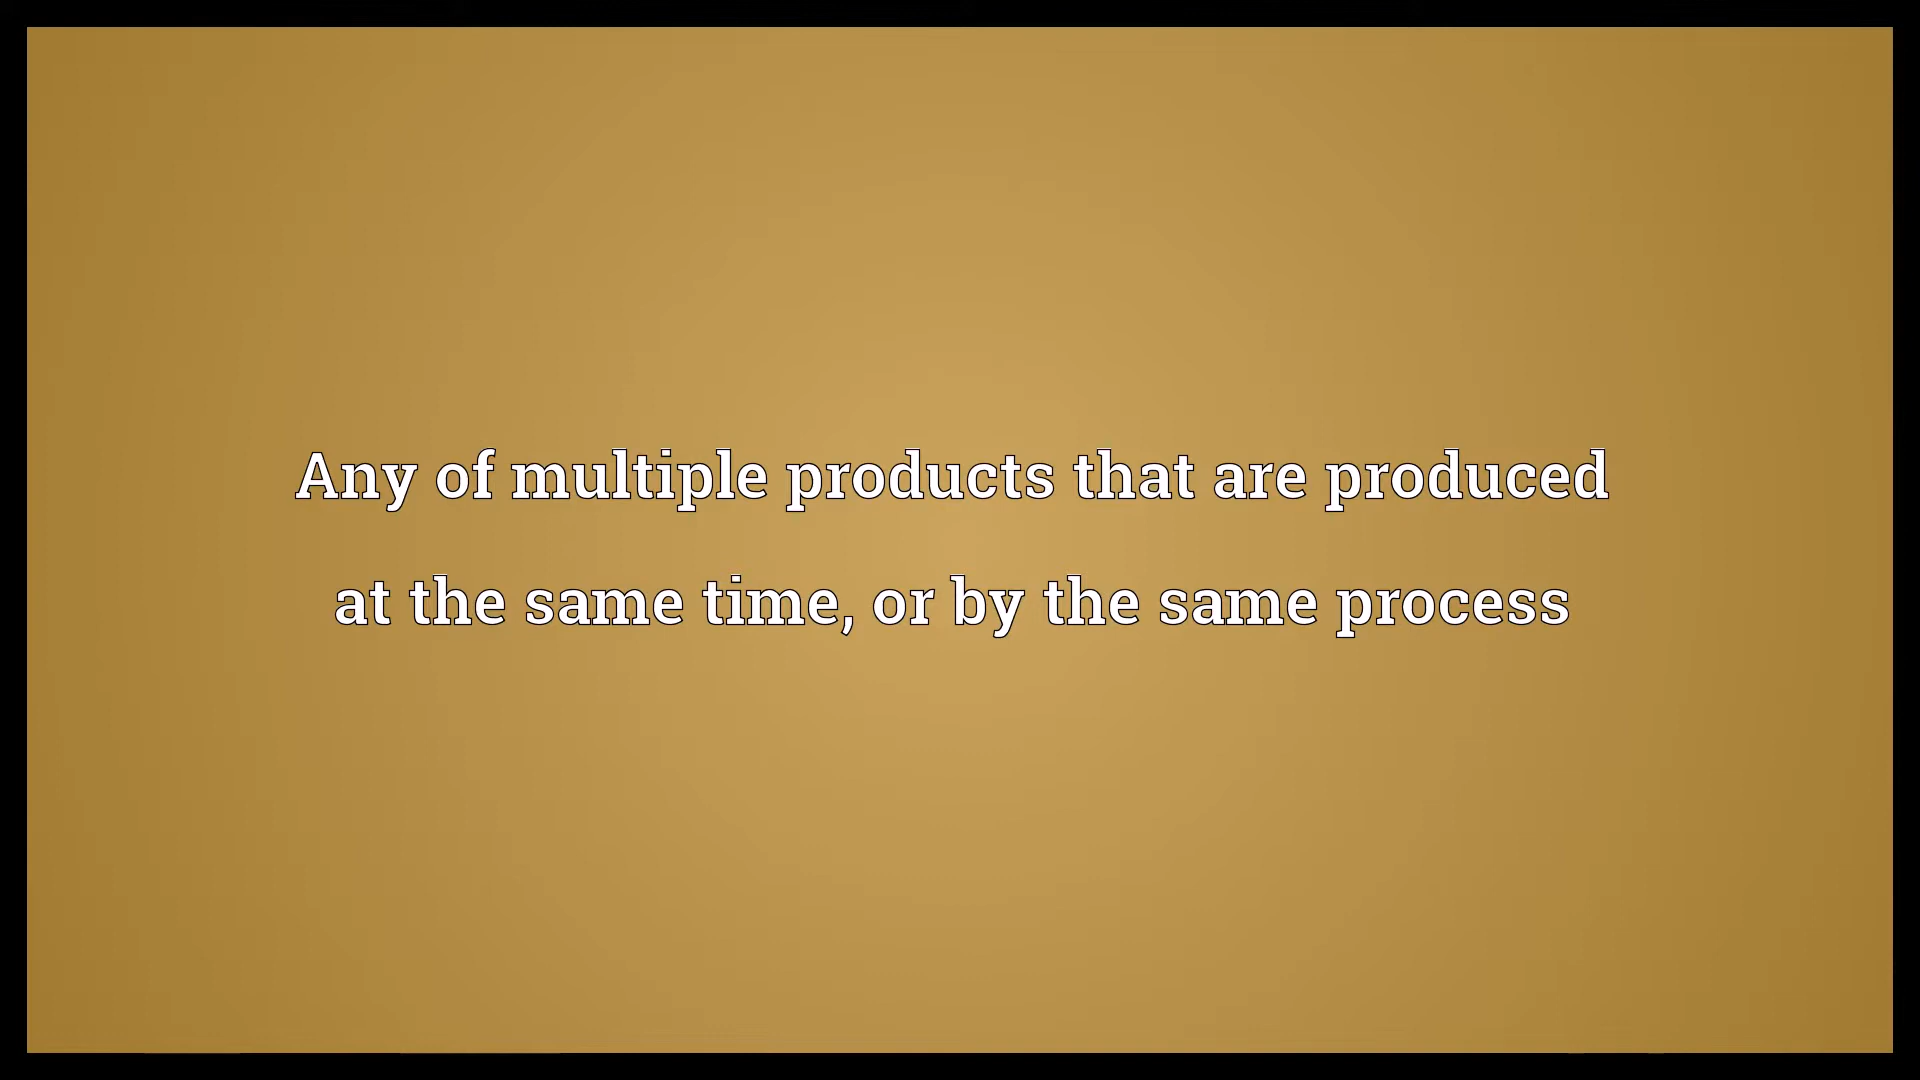 Any of multiple products that are produced
at the same time, or by the same process